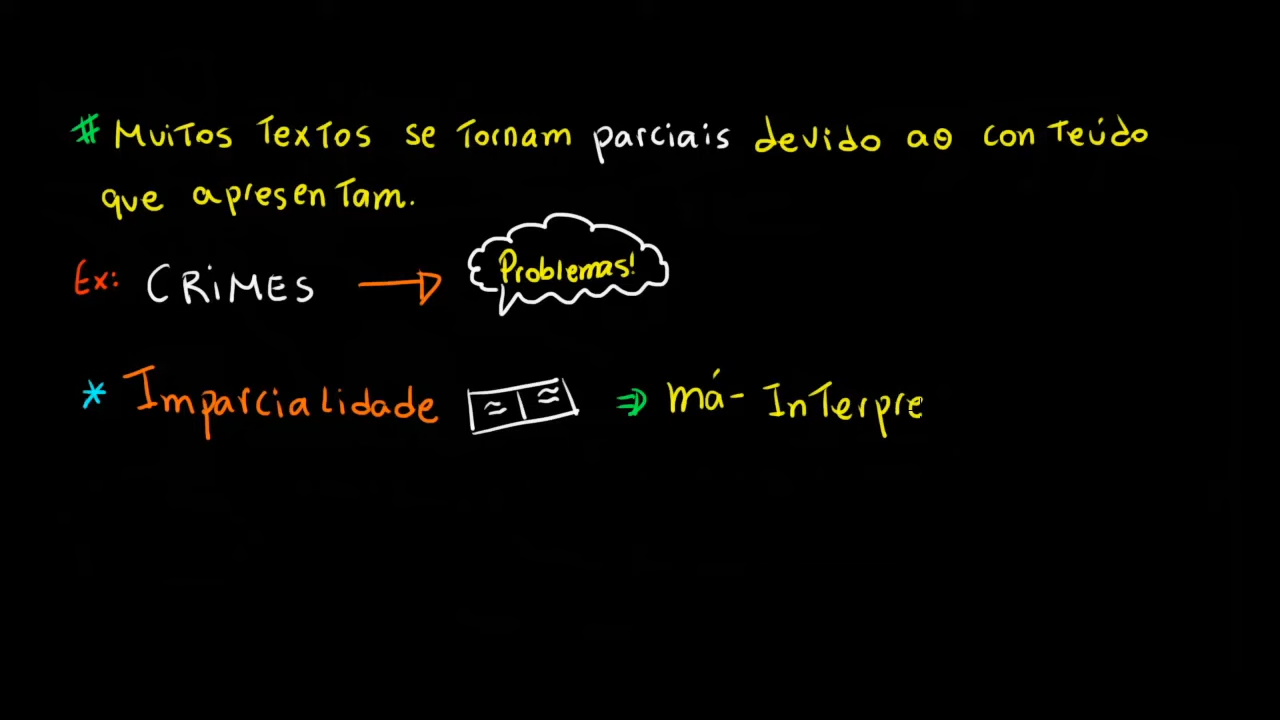 # Muitos Textos se tornam parciais devido ao conteúdo
que apresentam.
Ex: CRiMES → Problemas!
* Imparcialidade ⇒ má-Interpre